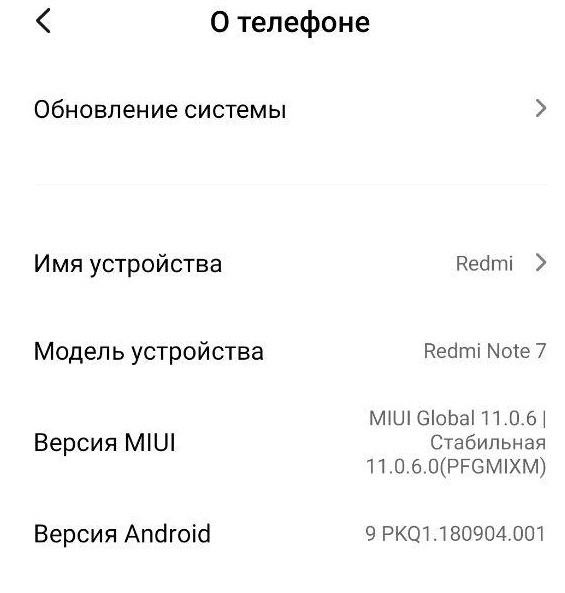 О телефоне
Обновление системы
Имя устройства Redmi
Модель устройства Redmi Note 7
Версия MIUI MIUI Global 11.0.6 |
Стабильная
11.0.6.0(PFGMIXM)
Версия Android 9 PKQ1.180904.001